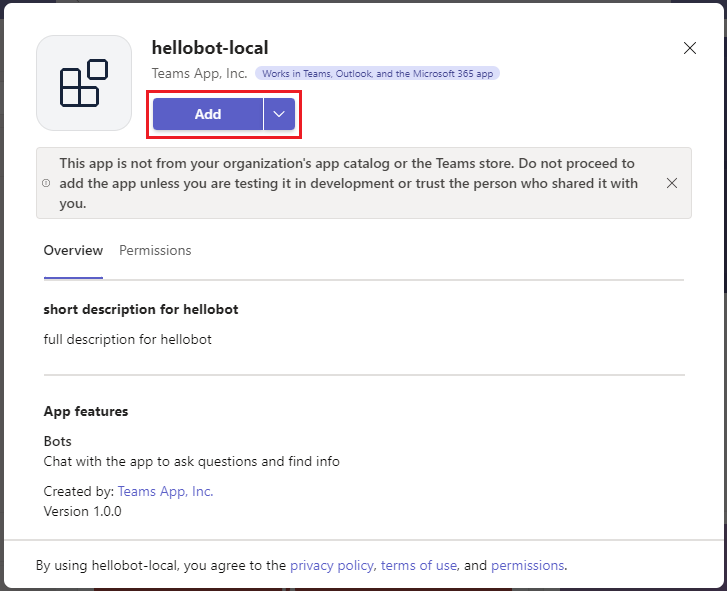 hellobot-local
Teams App, Inc. Works in Teams, Outlook, and the Microsoft 365 app
Add
This app is not from your organization's app catalog or the Teams store. Do not proceed to
add the app unless you are testing it in development or trust the person who shared it with
you.
Overview Permissions
short description for hellobot
full description for hellobot
App features
Bots
Chat with the app to ask questions and find info
Created by: Teams App, Inc.
Version 1.0.0
By using hellobot-local, you agree to the privacy policy, terms of use, and permissions.